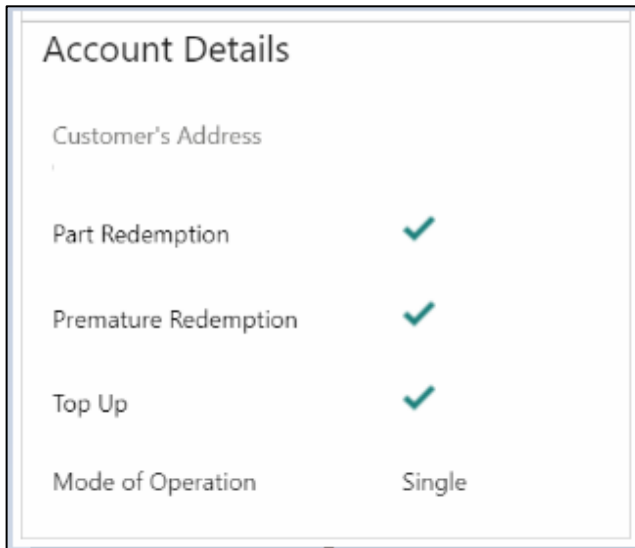 Account Details
Customer's Address
Part Redemption
Premature Redemption
Top Up
Mode of Operation Single